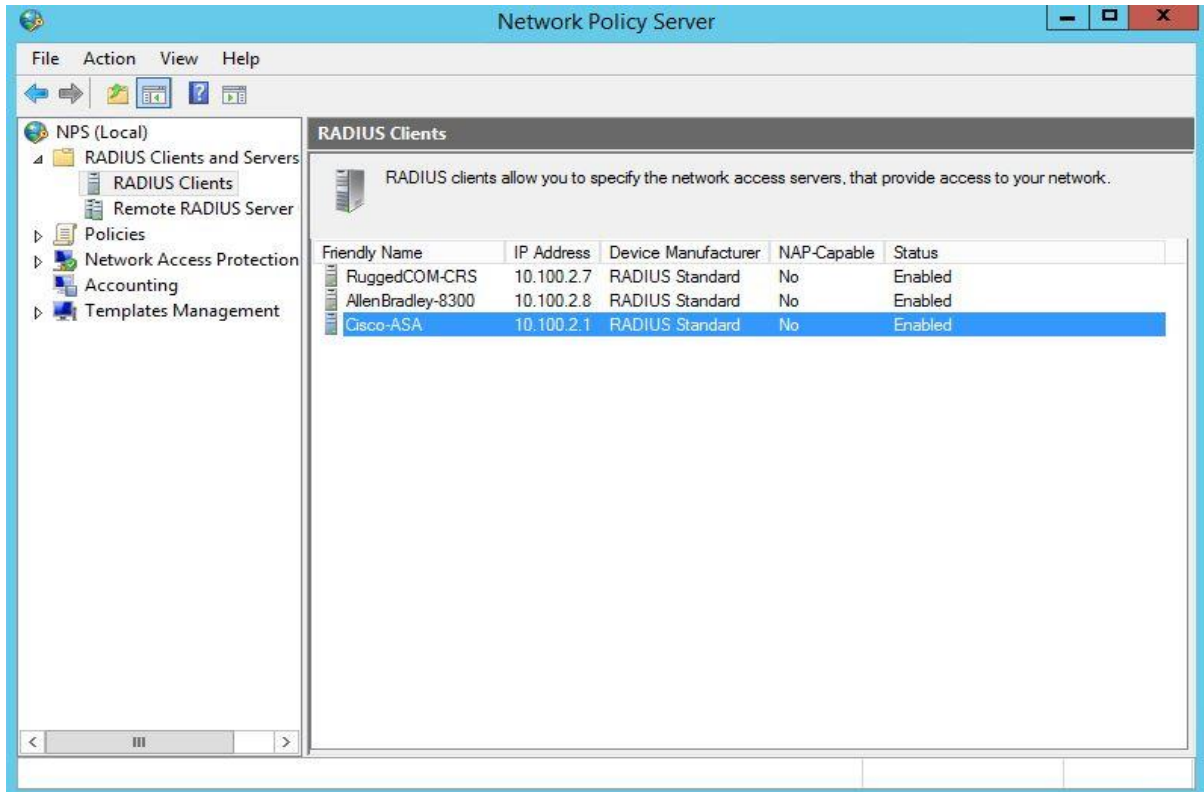 Network Policy Server
File Action View Help
NPS (Local)
RADIUS Clients and Servers
RADIUS Clients
Remote RADIUS Server
Policies
Network Access Protection
Accounting
Templates Management
RADIUS Clients
RADIUS clients allow you to specify the network access servers, that provide access to your network.
Friendly Name IP Address Device Manufacturer NAP-Capable Status
RuggedCOM-CRS 10.100.2.7 RADIUS Standard No Enabled
AllenBradley-8300 10.100.2.8 RADIUS Standard No Enabled
Cisco-ASA 10.100.2.1 RADIUS Standard No Enabled